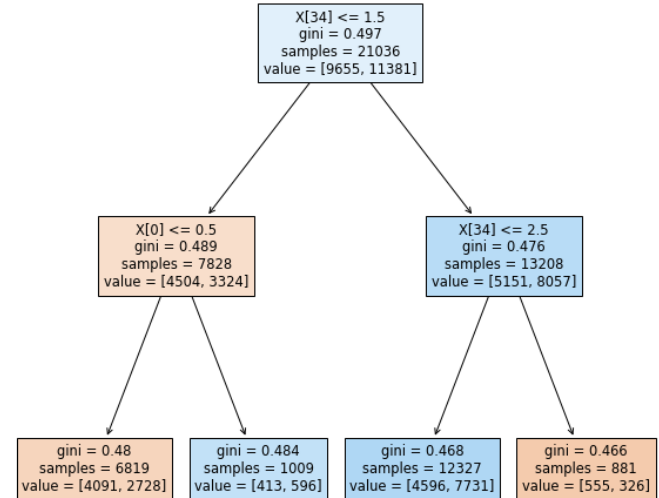 X[34] <= 1.5
gini = 0.497
samples = 21036
value = [9655, 11381]
X[0] <= 0.5
gini = 0.489
samples = 7828
value = [4504, 3324]
X[34] <= 2.5
gini = 0.476
samples = 13208
value = [5151, 8057]
gini = 0.48
samples = 6819
value = [4091, 2728]
gini = 0.484
samples = 1009
value = [413, 596]
gini = 0.468
samples = 12327
value = [4596, 7731]
gini = 0.466
samples = 881
value = [555, 326]